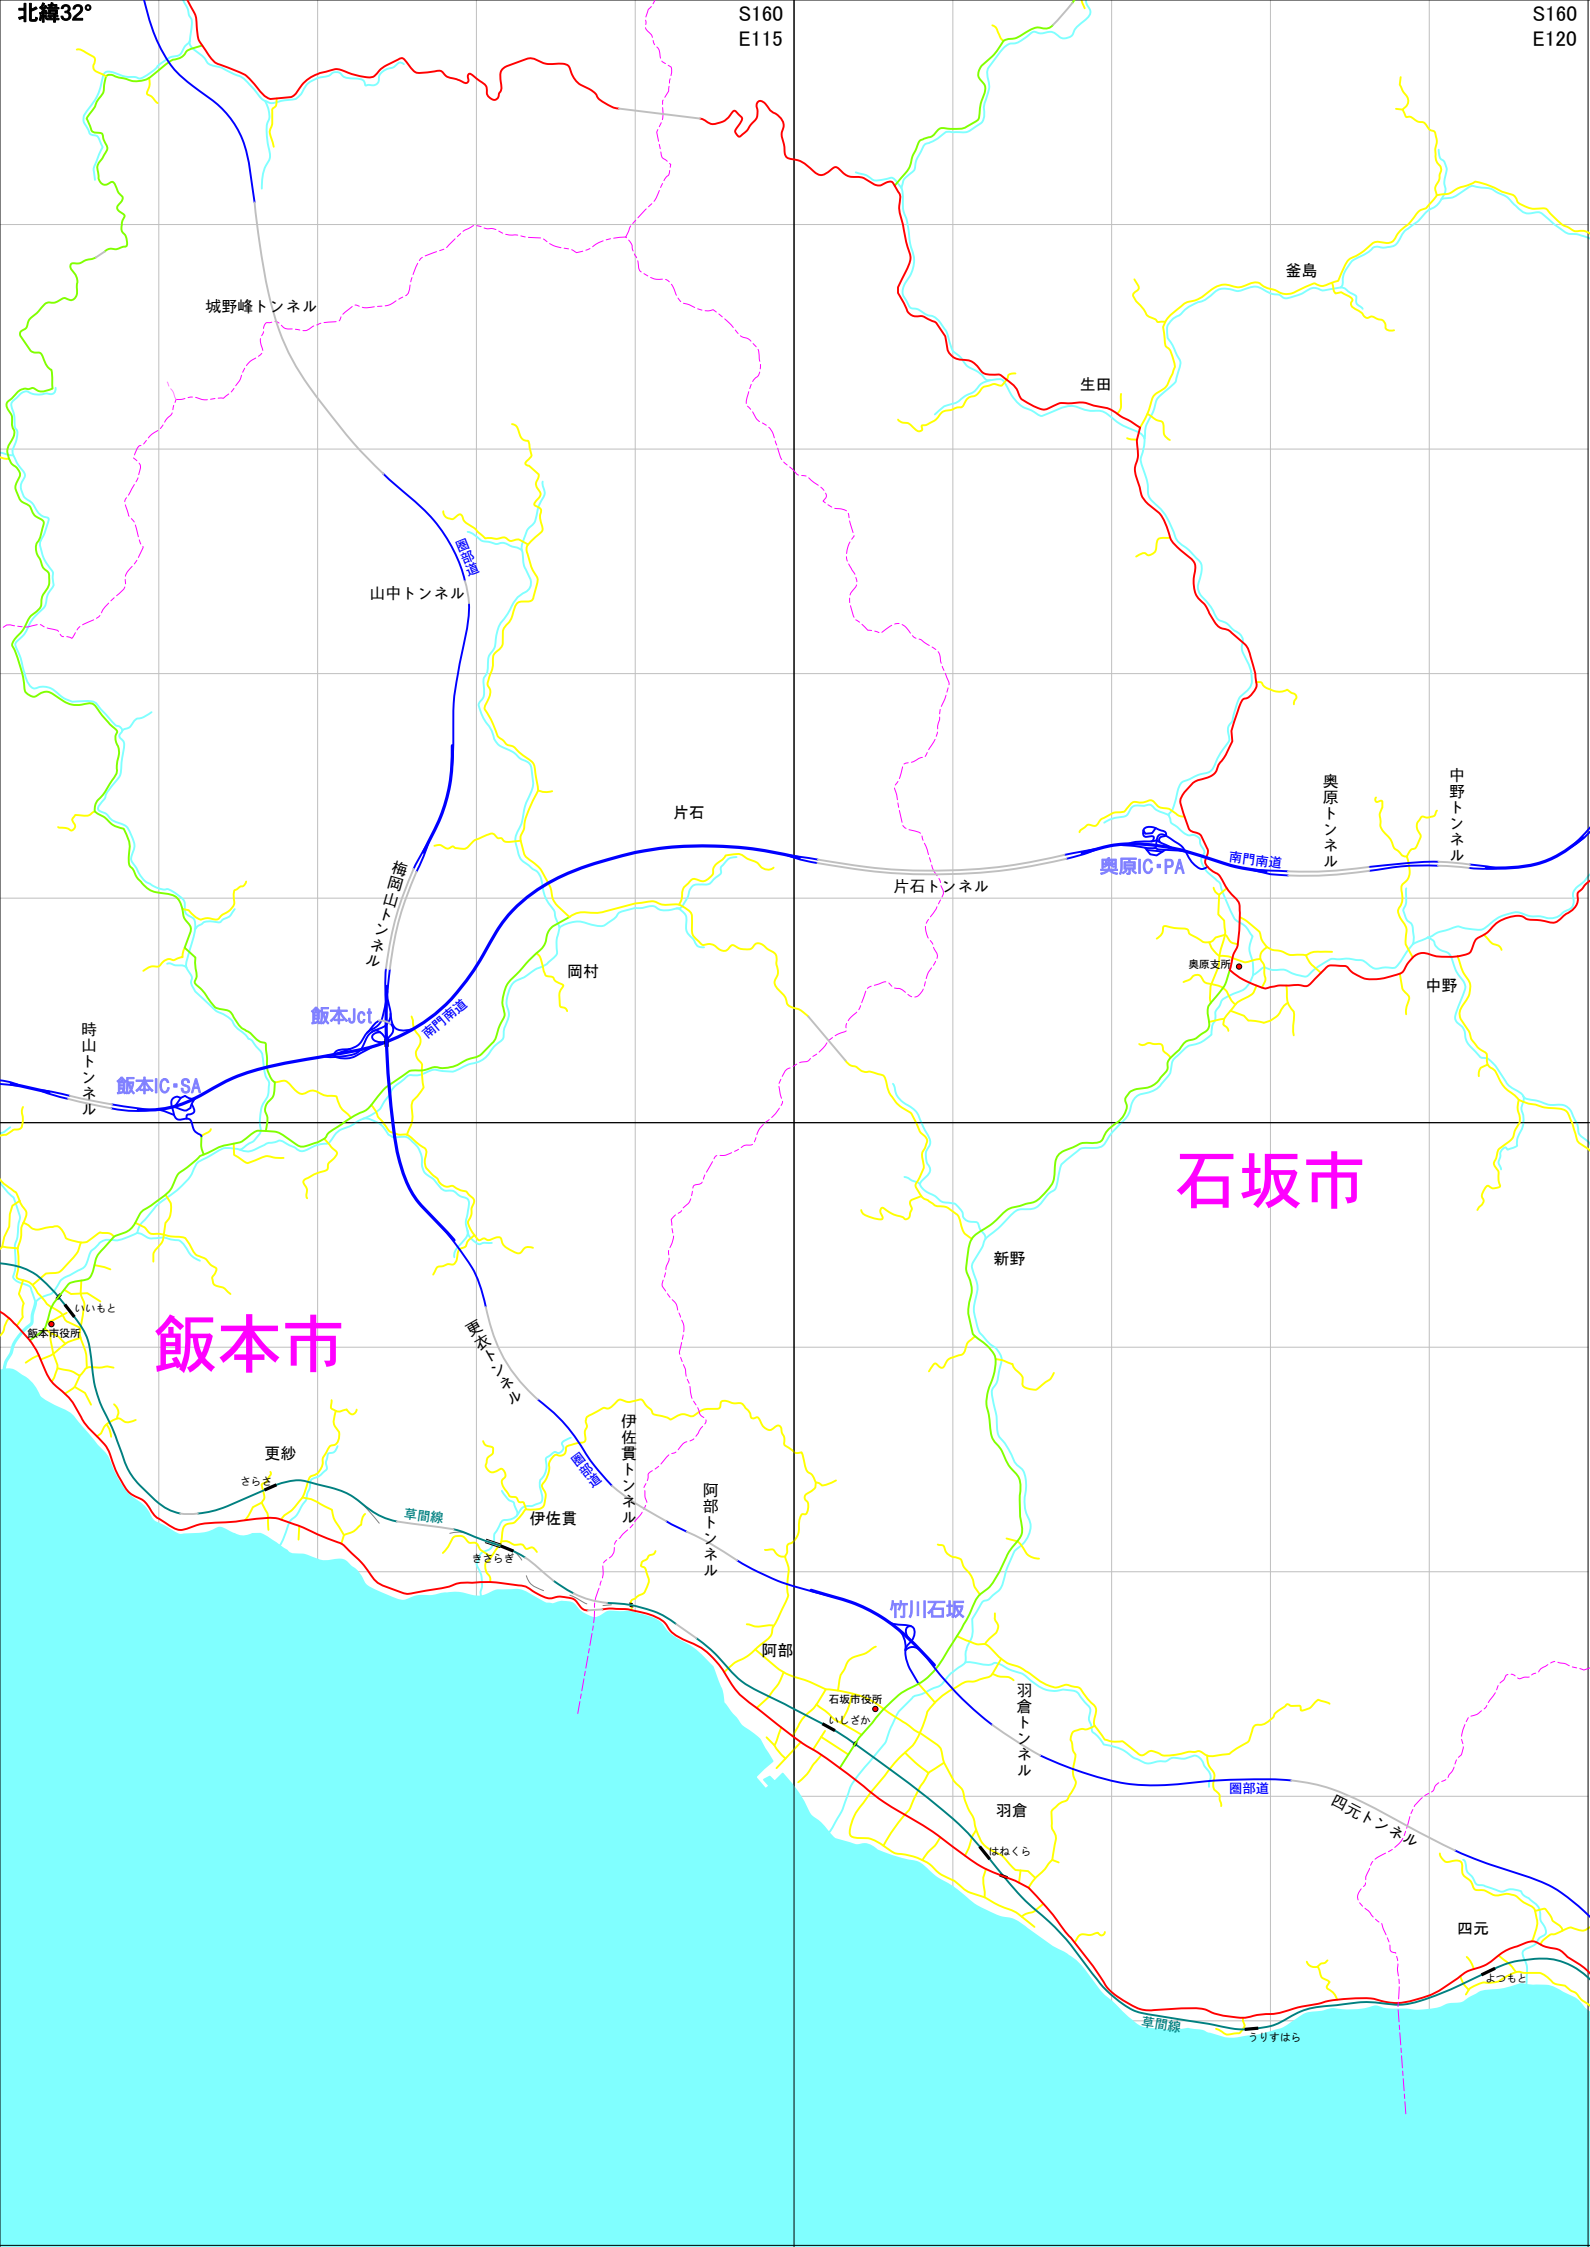 北緯32°
S160
E115
S160
E120
釜島
城野峰トンネル
生田
圏部道
山中トンネル
片石
梅岡山トンネル
奥原トンネル
中野トンネル
南門南道
奥原IC・PA
片石トンネル
岡村
奥原支所
中野
飯本Jct
南門南道
時山トンネル
飯本IC・SA
石坂市
新野
いいもと
飯本市役所
飯本市
更衣トンネル
伊佐貫トンネル
更紗
さらさ
圏部道
阿部トンネル
草間線
伊佐貫
きさらぎ
竹川石坂
阿部
石坂市役所
いしざか
羽倉トンネル
圏部道
四元トンネル
羽倉
はねくら
四元
よつもと
草間線
うりすはら